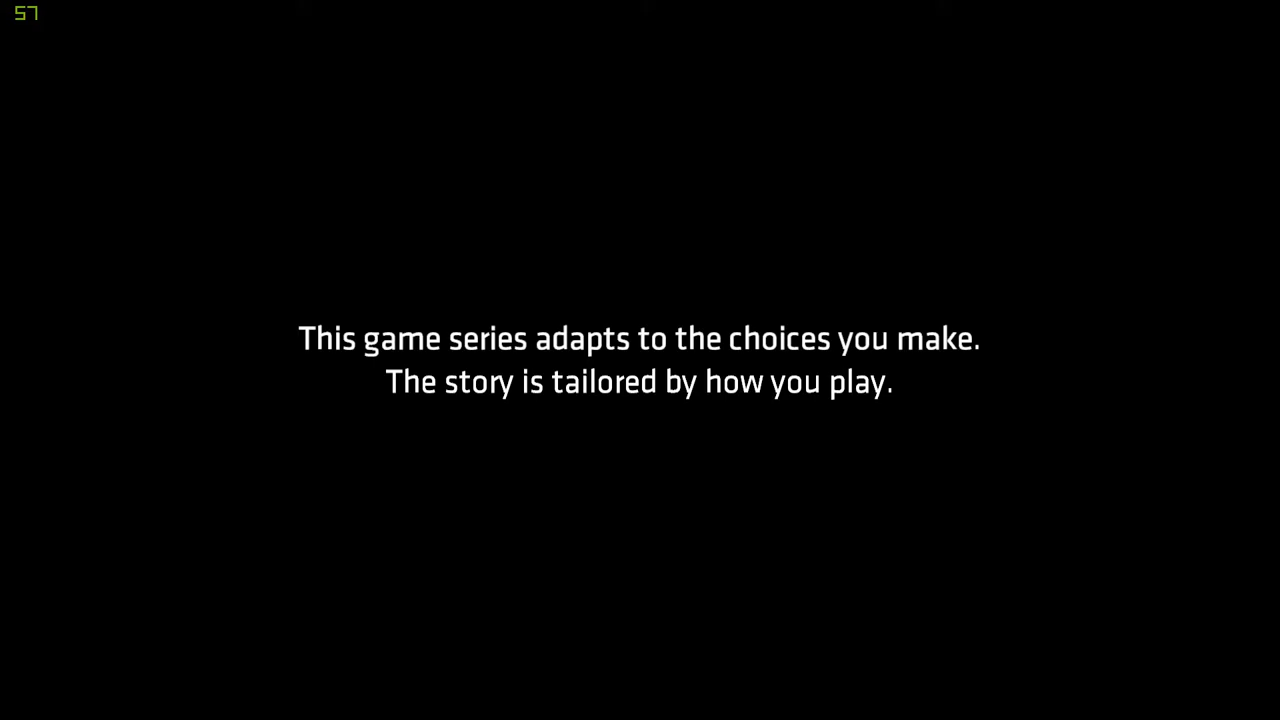 57
This game series adapts to the choices you make.
The story is tailored by how you play.